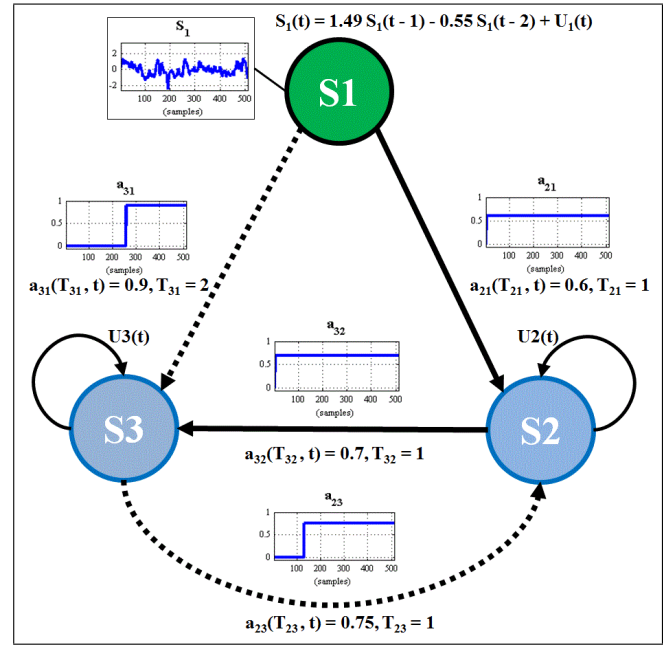 S₁(t) = 1.49 S₁(t - 1) - 0.55 S₁(t - 2) + U₁(t)
S₁
2
0
-2
100 200 300 400 500
(samples)
S1
a₃₁
1
0.5
0
100 200 300 400 500
(samples)
a₃₁(T₃₁, t) = 0.9, T₃₁ = 2
a₂₁
1
0.5
0
100 200 300 400 500
(samples)
a₂₁(T₂₁, t) = 0.6, T₂₁ = 1
U3(t)
a₃₂
1
0.5
0
100 200 300 400 500
(samples)
U2(t)
S3
S2
a₃₂(T₃₂, t) = 0.7, T₃₂ = 1
a₂₃
1
0.5
0
100 200 300 400 500
(samples)
a₂₃(T₂₃, t) = 0.75, T₂₃ = 1